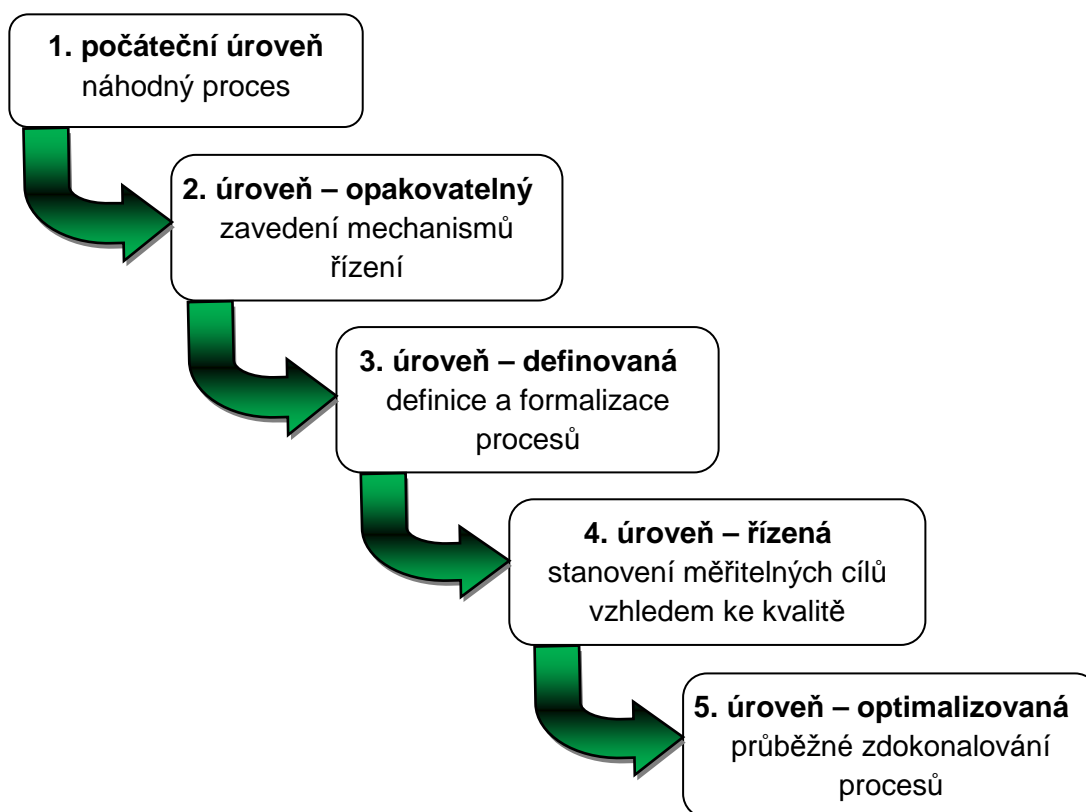 1. počáteční úroveň
náhodný proces
2. úroveň – opakovatelný
zavedení mechanismů
řízení
3. úroveň – definovaná
definice a formalizace
procesů
4. úroveň – řízená
stanovení měřitelných cílů
vzhledem ke kvalitě
5. úroveň – optimalizovaná
průběžné zdokonalování
procesů